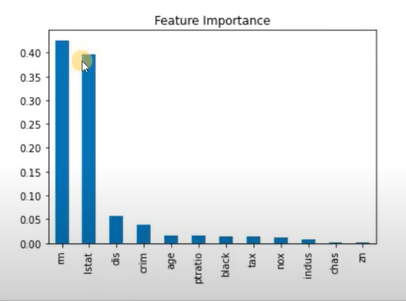 Feature Importance
0.40
0.35
0.30
0.25
0.20
0.15
0.10
0.05
0.00
rm
lstat
dis
crim
age
ptratio
black
tax
nox
indus
chas
zn